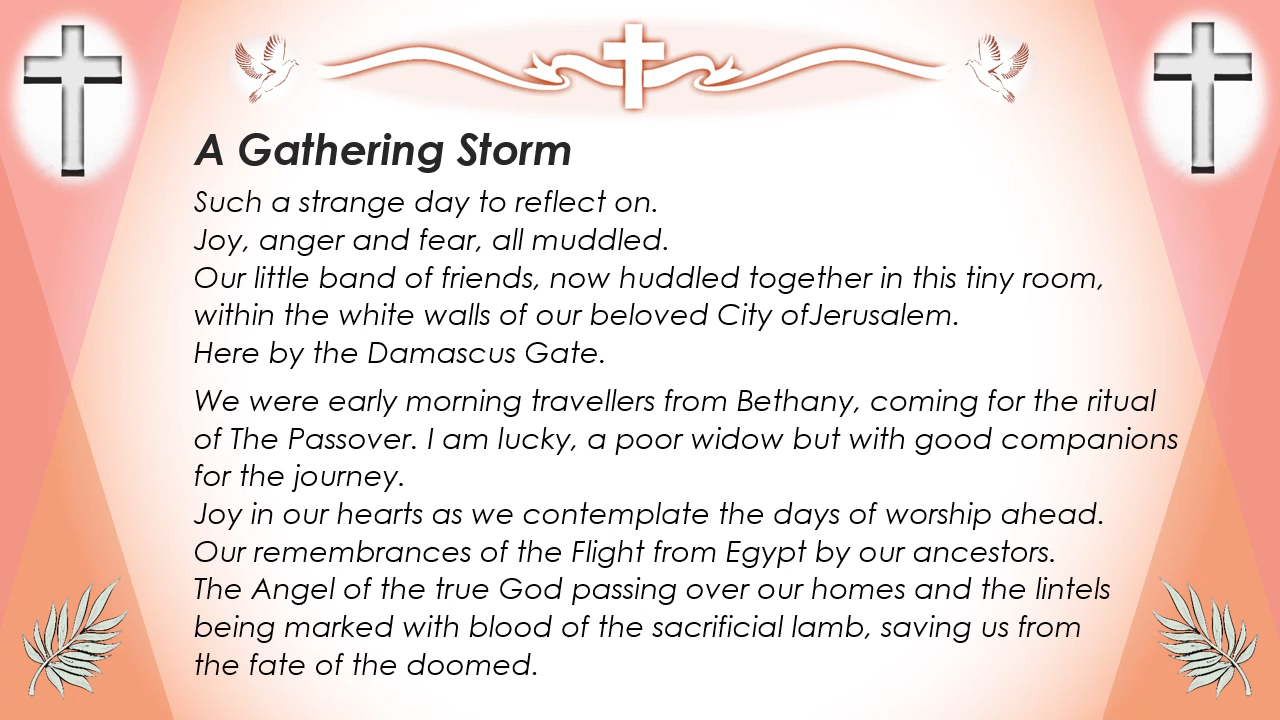 A Gathering Storm
Such a strange day to reflect on.
Joy, anger and fear, all muddled.
Our little band of friends, now huddled together in this tiny room,
within the white walls of our beloved City ofJerusalem.
Here by the Damascus Gate.
We were early morning travellers from Bethany, coming for the ritual
of The Passover. I am lucky, a poor widow but with good companions
for the journey.
Joy in our hearts as we contemplate the days of worship ahead.
Our remembrances of the Flight from Egypt by our ancestors.
The Angel of the true God passing over our homes and the lintels
being marked with blood of the sacrificial lamb, saving us from
the fate of the doomed.